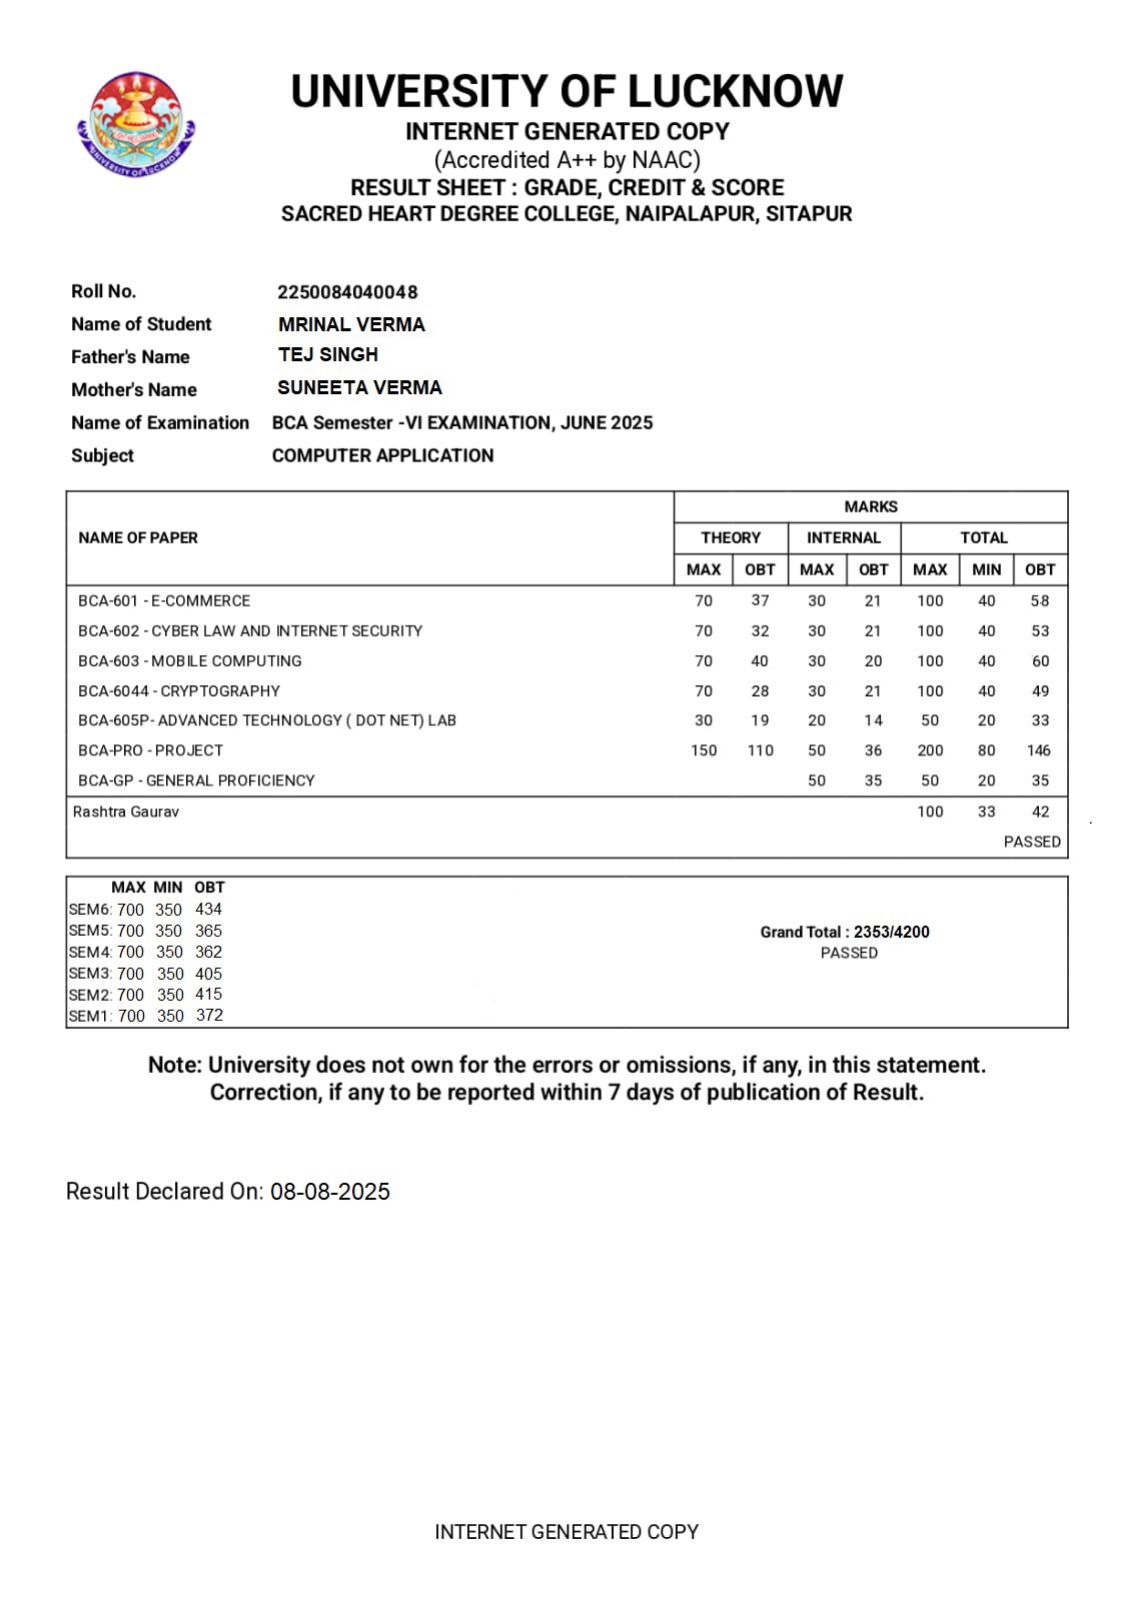 UNIVERSITY OF LUCKNOW
INTERNET GENERATED COPY
(Accredited A++ by NAAC)
RESULT SHEET : GRADE, CREDIT & SCORE
SACRED HEART DEGREE COLLEGE, NAIPALAPUR, SITAPUR
UNIVERSITY OF LUCKNOW
Roll No. 2250084040048
Name of Student MRINAL VERMA
Father's Name TEJ SINGH
Mother's Name SUNEETA VERMA
Name of Examination BCA Semester -VI EXAMINATION, JUNE 2025
Subject COMPUTER APPLICATION
MARKS
NAME OF PAPER THEORY INTERNAL TOTAL
MAX OBT MAX OBT MAX MIN OBT
BCA-601 - E-COMMERCE 70 37 30 21 100 40 58
BCA-602 - CYBER LAW AND INTERNET SECURITY 70 32 30 21 100 40 53
BCA-603 - MOBILE COMPUTING 70 40 30 20 100 40 60
BCA-6044 - CRYPTOGRAPHY 70 28 30 21 100 40 49
BCA-605P- ADVANCED TECHNOLOGY ( DOT NET) LAB 30 19 20 14 50 20 33
BCA-PRO - PROJECT 150 110 50 36 200 80 146
BCA-GP - GENERAL PROFICIENCY 50 35 50 20 35
Rashtra Gaurav 100 33 42
PASSED
MAX MIN OBT
SEM6: 700 350 434
SEM5: 700 350 365
SEM4: 700 350 362
SEM3: 700 350 405
SEM2: 700 350 415
SEM1: 700 350 372
Grand Total : 2353/4200
PASSED
Note: University does not own for the errors or omissions, if any, in this statement.
Correction, if any to be reported within 7 days of publication of Result.
Result Declared On: 08-08-2025
INTERNET GENERATED COPY